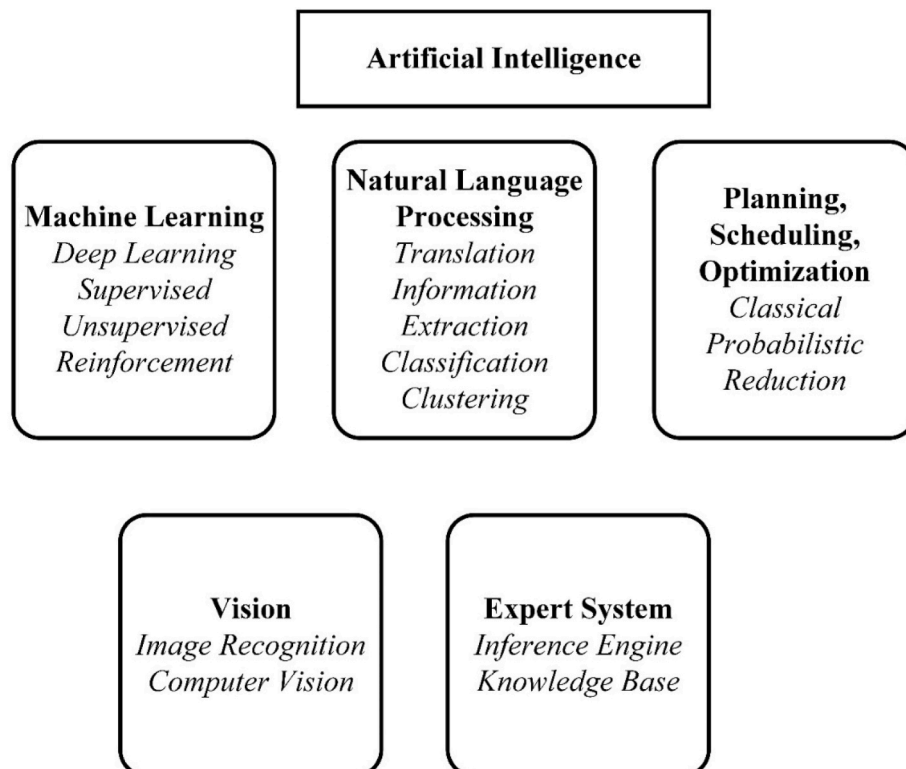 Artificial Intelligence
Machine Learning
Deep Learning
Supervised
Unsupervised
Reinforcement
Natural Language
Processing
Translation
Information
Extraction
Classification
Clustering
Planning,
Scheduling,
Optimization
Classical
Probabilistic
Reduction
Vision
Image Recognition
Computer Vision
Expert System
Inference Engine
Knowledge Base